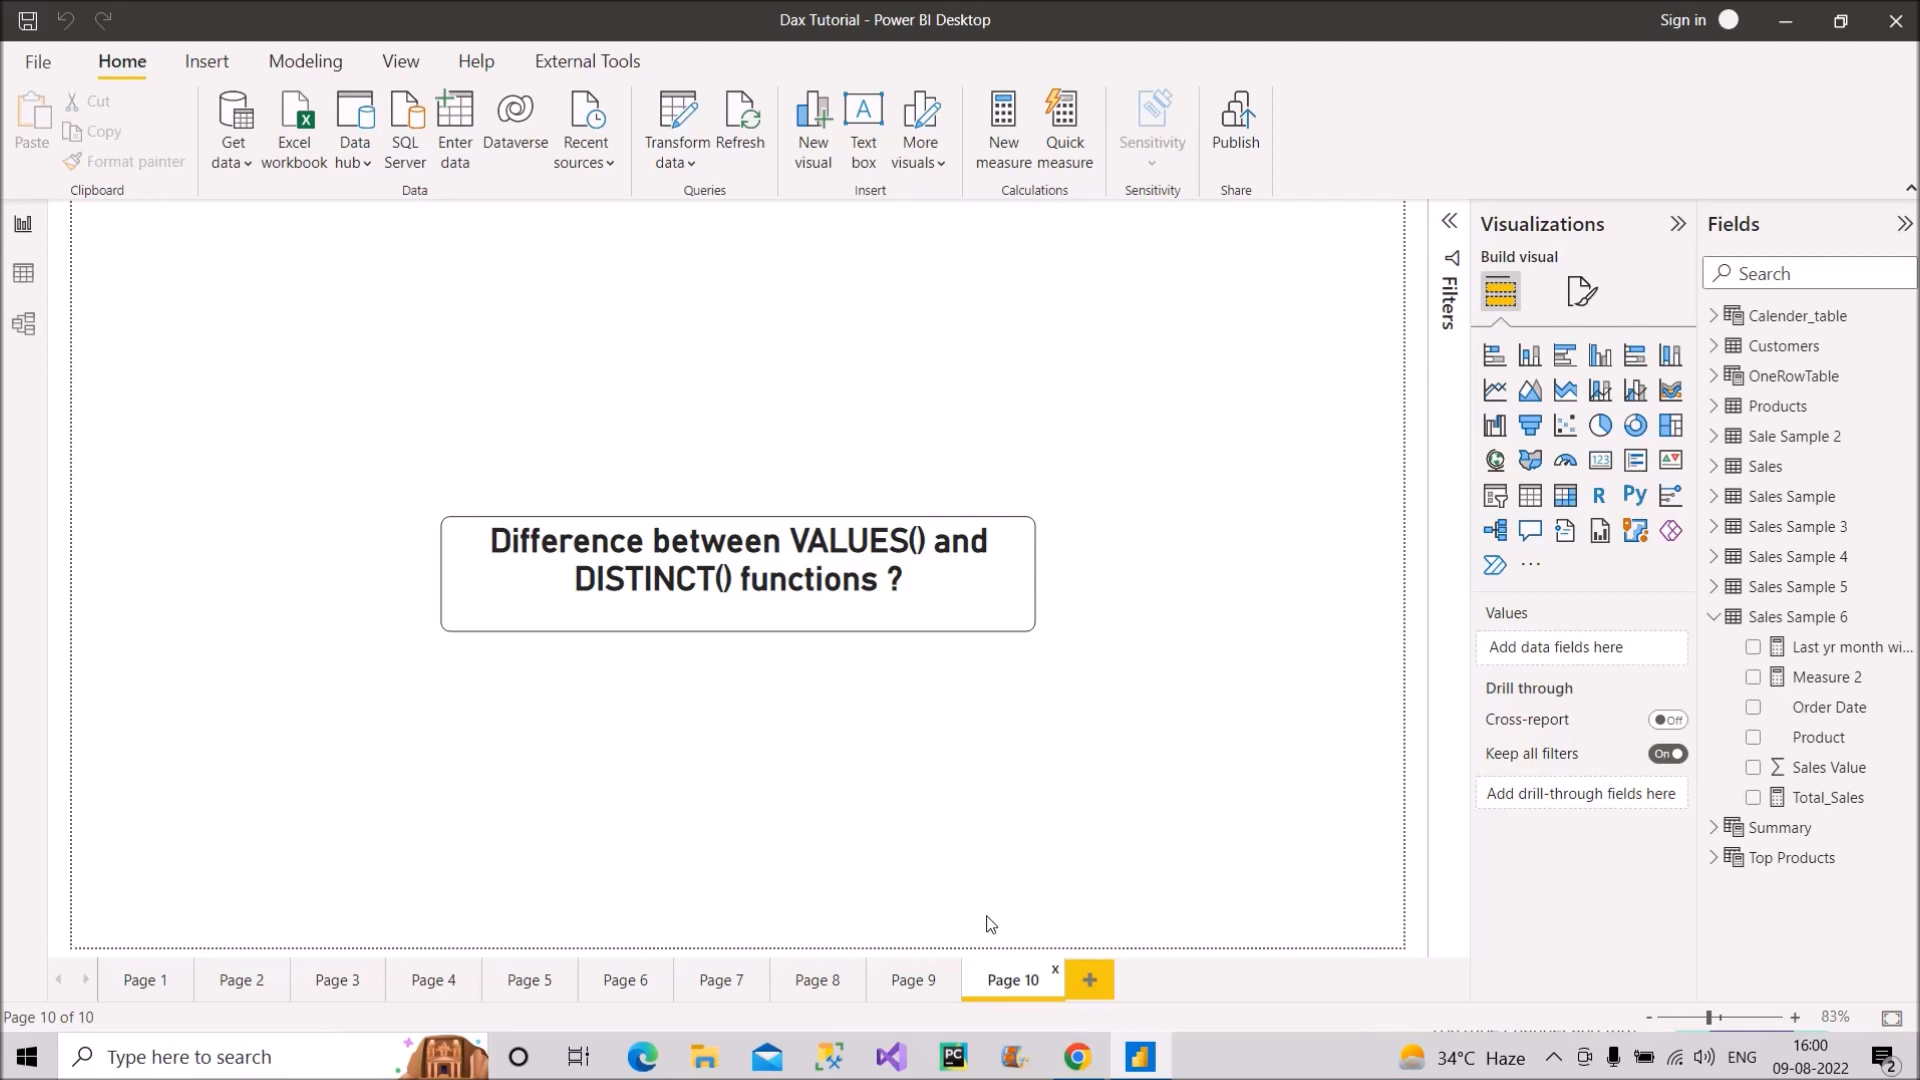 Dax Tutorial - Power BI Desktop
Sign in
File
Home
Insert
Modeling
View
Help
External Tools
Paste
Cut
Copy
Format painter
Clipboard
Get
data
Excel
workbook
Data
hub
SQL
Server
Enter
data
Dataverse
Recent
sources
Data
Transform
data
Refresh
Queries
New
visual
Text
box
More
visuals
Insert
New
measure
Quick
measure
Calculations
Sensitivity
Sensitivity
Publish
Share
Difference between VALUES() and
DISTINCT() functions ?
Filters
Visualizations
Build visual
123
R
Py
...
Values
Add data fields here
Drill through
Cross-report
Off
Keep all filters
On
Add drill-through fields here
Fields
Search
Calender_table
Customers
OneRowTable
Products
Sale Sample 2
Sales
Sales Sample
Sales Sample 3
Sales Sample 4
Sales Sample 5
Sales Sample 6
Last yr month wi...
Measure 2
Order Date
Product
Sales Value
Total_Sales
Summary
Top Products
Page 1
Page 2
Page 3
Page 4
Page 5
Page 6
Page 7
Page 8
Page 9
Page 10
Page 10 of 10
83%
Type here to search
34°C Haze
ENG
16:00
09-08-2022
2